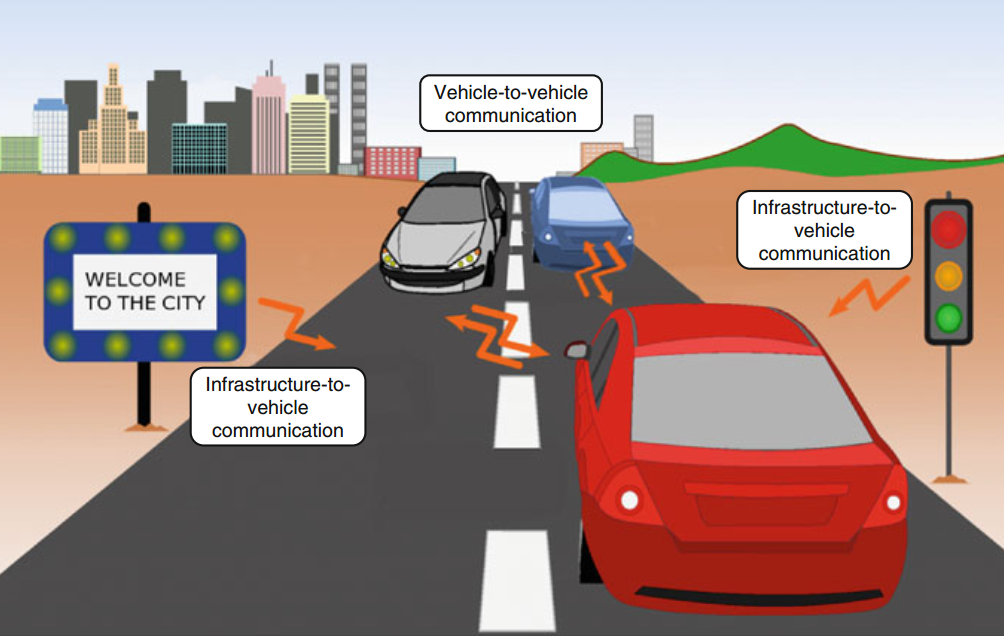 Vehicle-to-vehicle
communication
Infrastructure-to-
vehicle
communication
WELCOME
TO THE CITY
Infrastructure-to-
vehicle
communication